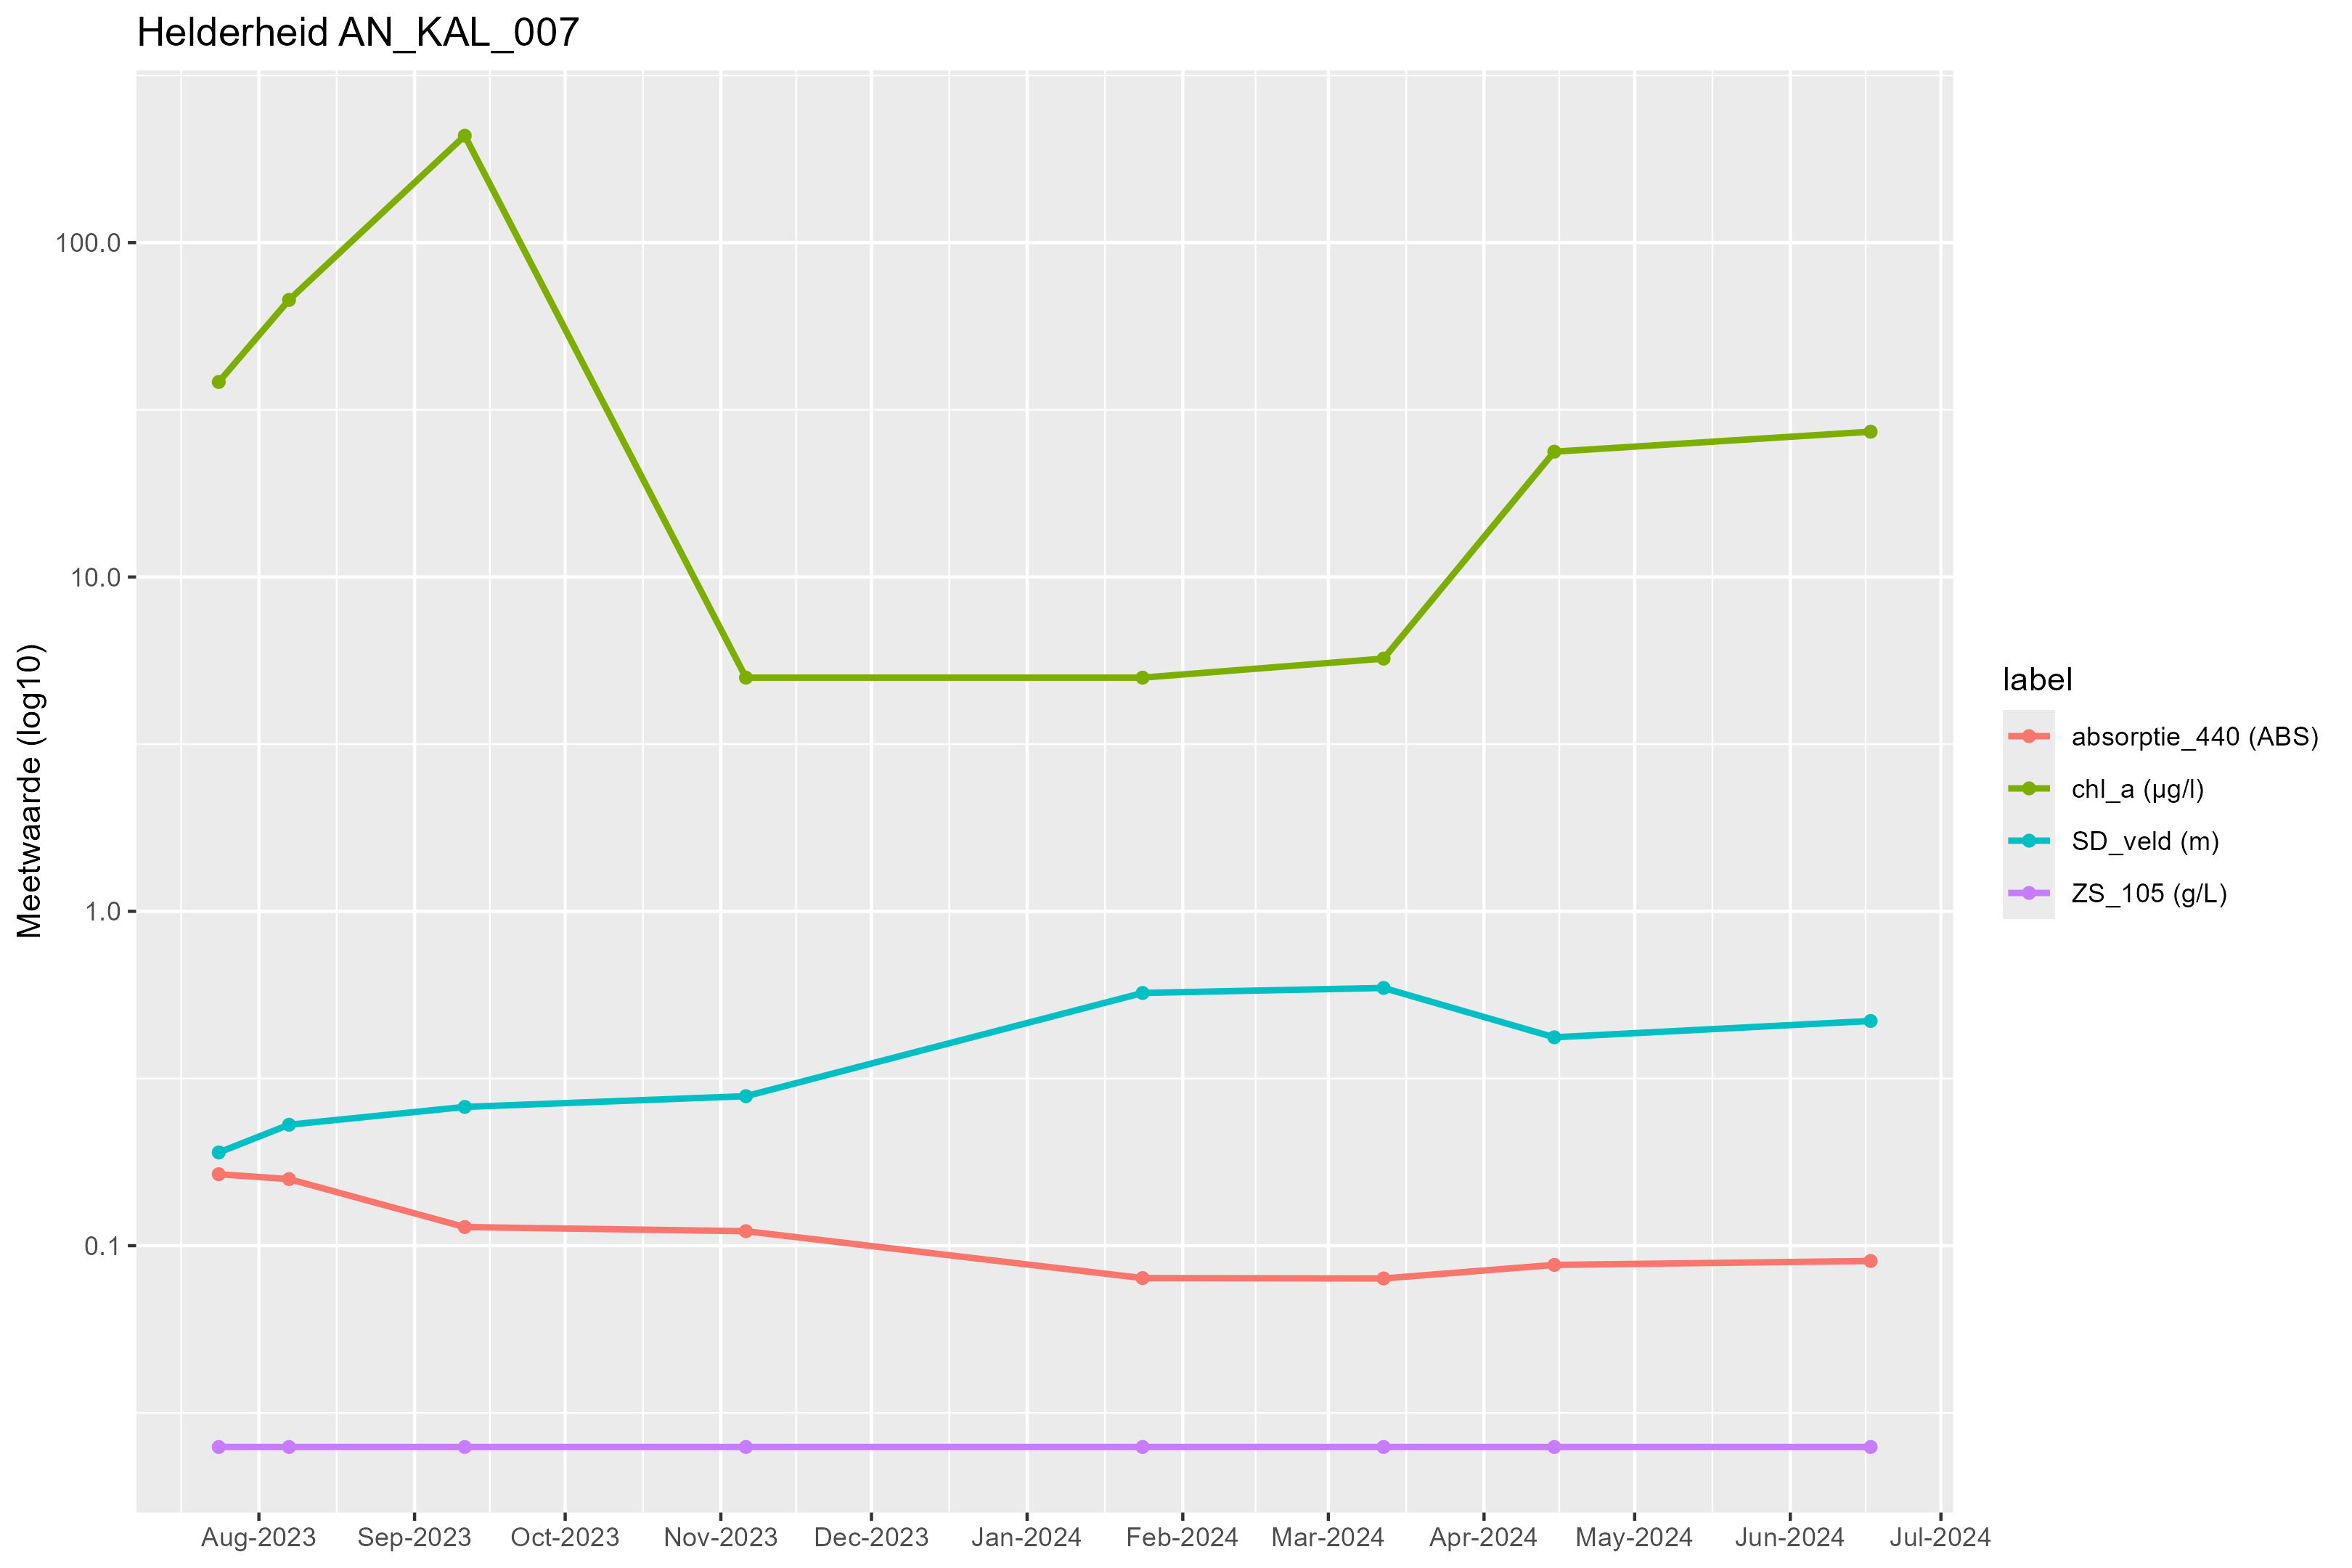 Helderheid AN_KAL_007
Meetwaarde (log10)
100.0
10.0
1.0
0.1
Aug-2023 Sep-2023 Oct-2023 Nov-2023 Dec-2023 Jan-2024 Feb-2024 Mar-2024 Apr-2024 May-2024 Jun-2024 Jul-2024
label
absorptie_440 (ABS)
chl_a (µg/l)
SD_veld (m)
ZS_105 (g/L)